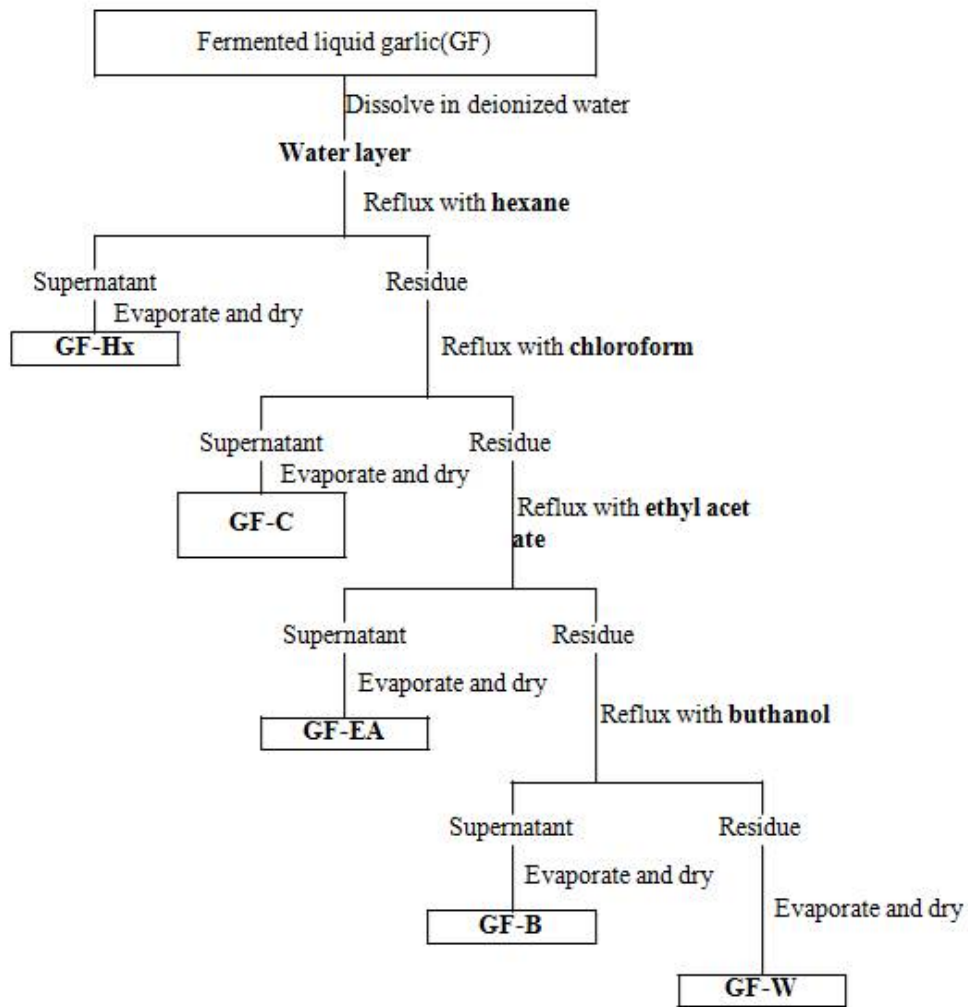 Fermented liquid garlic(GF)
Dissolve in deionized water
Water layer
Reflux with hexane
Supernatant
Residue
Evaporate and dry
GF-Hx
Reflux with chloroform
Supernatant
Residue
Evaporate and dry
GF-C
Reflux with ethyl acet
ate
Supernatant
Residue
Evaporate and dry
GF-EA
Reflux with buthanol
Supernatant
Residue
Evaporate and dry
GF-B
Evaporate and dry
GF-W